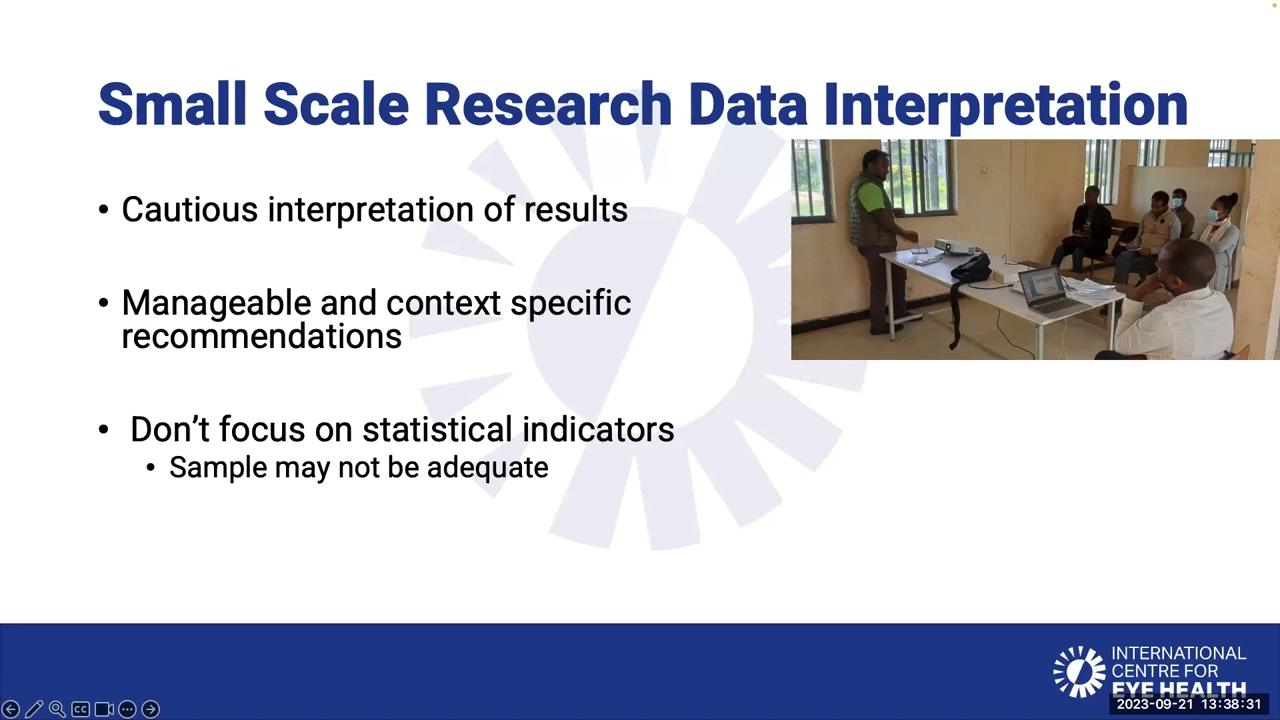 Small Scale Research Data Interpretation
• Cautious interpretation of results
• Manageable and context specific
recommendations
• Don’t focus on statistical indicators
• Sample may not be adequate
INTERNATIONAL
CENTRE FOR
EYE HEALTH
2023-09-21 13:38:31
CC